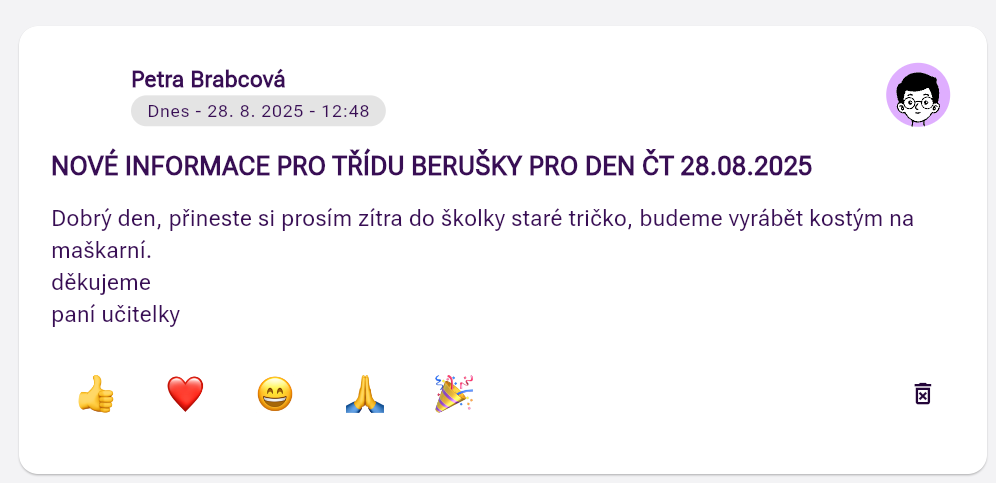 Petra Brabcová
Dnes - 28. 8. 2025 - 12:48
NOVÉ INFORMACE PRO TŘÍDU BERUŠKY PRO DEN ČT 28.08.2025
Dobrý den, přineste si prosím zítra do školky staré tričko, budeme vyrábět kostým na
maškarní.
děkujeme
paní učitelky